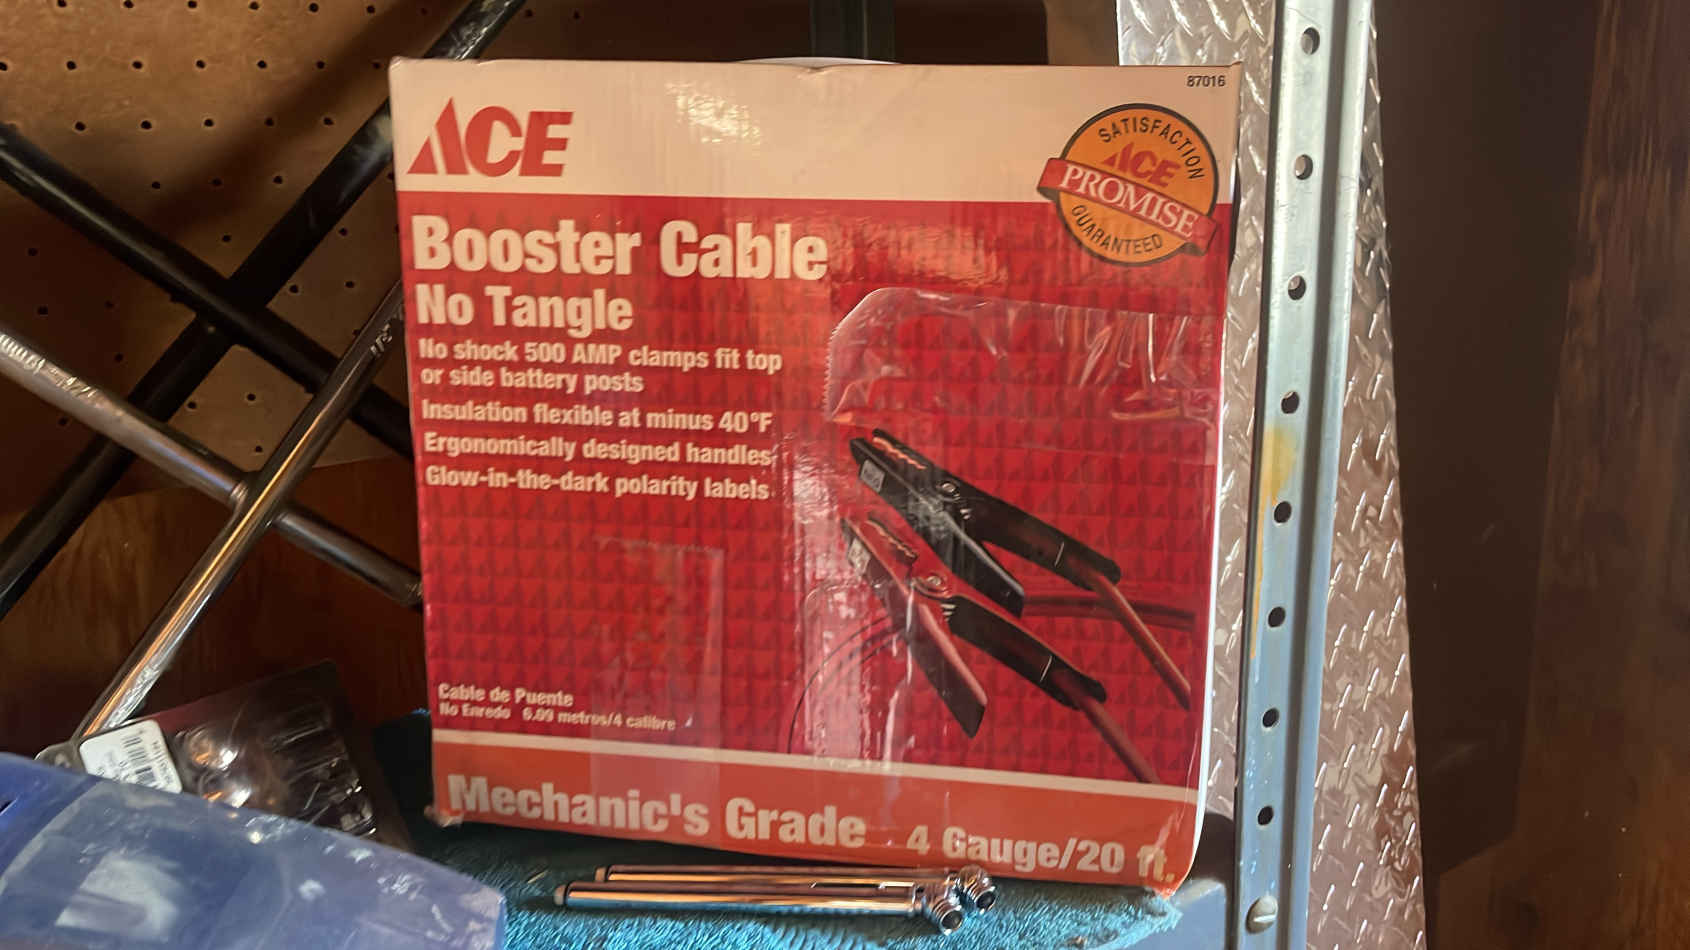 87016
ACE
SATISFACTION
ACE
PROMISE
GUARANTEED
Booster Cable
No Tangle
No shock 500 AMP clamps fit top
or side battery posts
Insulation flexible at minus 40°F
Ergonomically designed handles
Glow-in-the-dark polarity labels
Cable de Puente
No Enredo 6.09 metros/4 calibre
Mechanic's Grade 4 Gauge/20 ft.